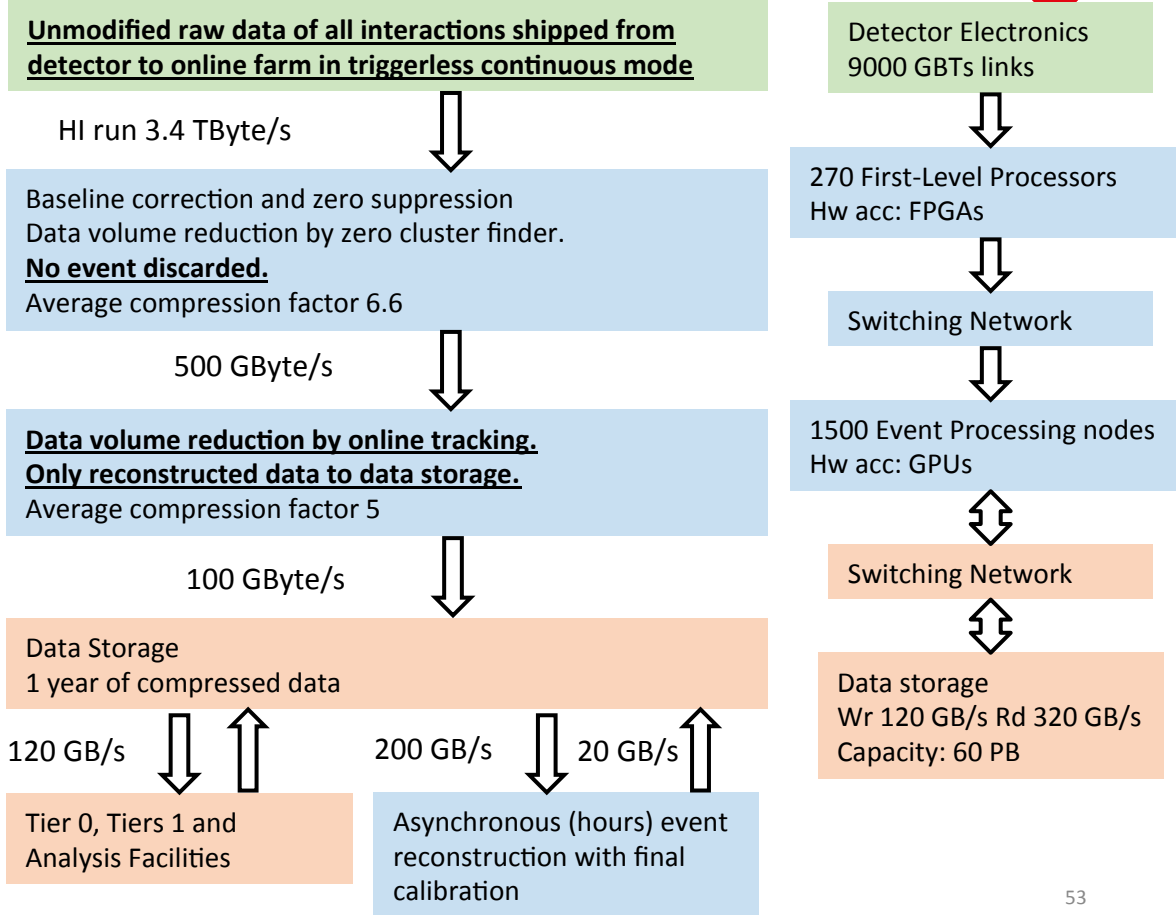 Unmodified raw data of all interactions shipped from
detector to online farm in triggerless continuous mode
HI run 3.4 TByte/s
Baseline correction and zero suppression
Data volume reduction by zero cluster finder.
No event discarded.
Average compression factor 6.6
500 GByte/s
Data volume reduction by online tracking.
Only reconstructed data to data storage.
Average compression factor 5
100 GByte/s
Data Storage
1 year of compressed data
120 GB/s
200 GB/s
20 GB/s
Tier 0, Tiers 1 and
Analysis Facilities
Asynchronous (hours) event
reconstruction with final
calibration
Detector Electronics
9000 GBTs links
270 First-Level Processors
Hw acc: FPGAs
Switching Network
1500 Event Processing nodes
Hw acc: GPUs
Switching Network
Data storage
Wr 120 GB/s Rd 320 GB/s
Capacity: 60 PB
53